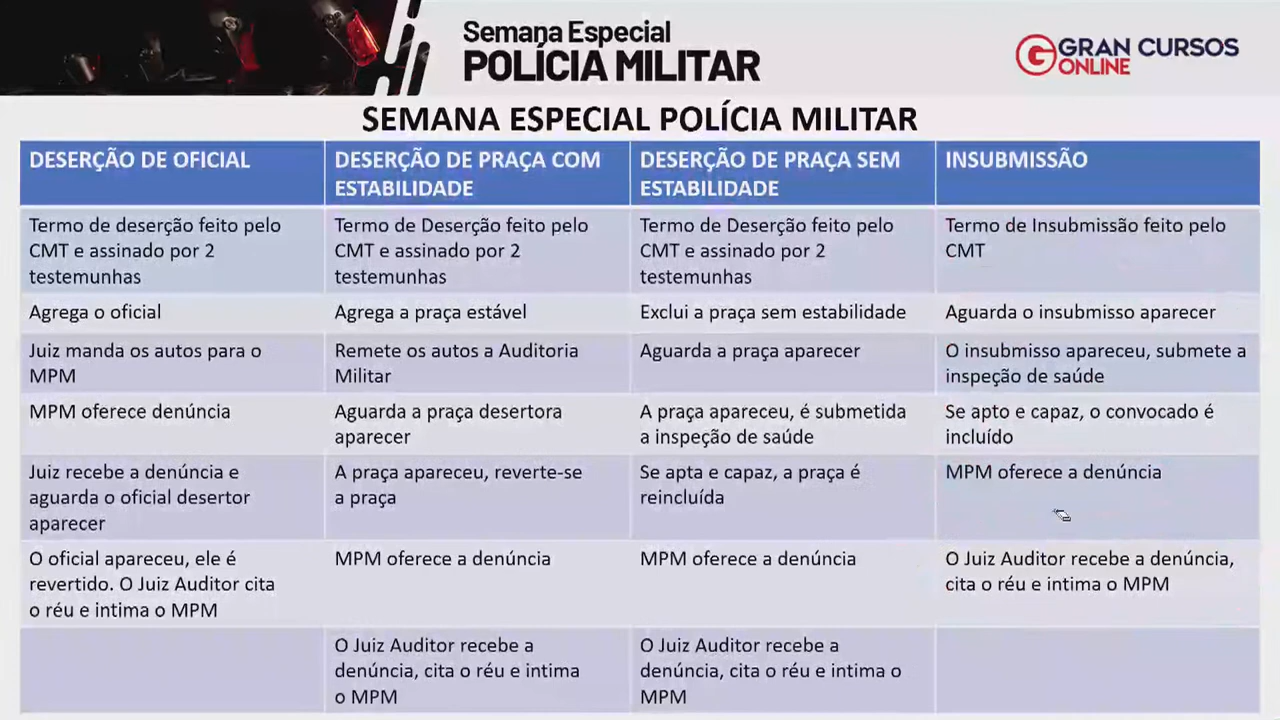 Semana Especial
POLÍCIA MILITAR
GRAN CURSOS
ONLINE
SEMANA ESPECIAL POLÍCIA MILITAR
DESERÇÃO DE OFICIAL
DESERÇÃO DE PRAÇA COM
ESTABILIDADE
DESERÇÃO DE PRAÇA SEM
ESTABILIDADE
INSUBMISSÃO
Termo de deserção feito pelo
CMT e assinado por 2
testemunhas
Termo de Deserção feito pelo
CMT e assinado por 2
testemunhas
Termo de Deserção feito pelo
CMT e assinado por 2
testemunhas
Termo de Insubmissão feito pelo
CMT
Agrega o oficial
Agrega a praça estável
Exclui a praça sem estabilidade
Aguarda o insubmisso aparecer
Juiz manda os autos para o
MPM
Remete os autos a Auditoria
Militar
Aguarda a praça aparecer
O insubmisso apareceu, submete a
inspeção de saúde
MPM oferece denúncia
Aguarda a praça desertora
aparecer
A praça apareceu, é submetida
a inspeção de saúde
Se apto e capaz, o convocado é
incluído
Juiz recebe a denúncia e
aguarda o oficial desertor
aparecer
A praça apareceu, reverte-se
a praça
Se apta e capaz, a praça é
reincluída
MPM oferece a denúncia
O oficial apareceu, ele é
revertido. O Juiz Auditor cita
o réu e intima o MPM
MPM oferece a denúncia
MPM oferece a denúncia
O Juiz Auditor recebe a denúncia,
cita o réu e intima o MPM
O Juiz Auditor recebe a
denúncia, cita o réu e intima
o MPM
O Juiz Auditor recebe a
denúncia, cita o réu e intima o
MPM